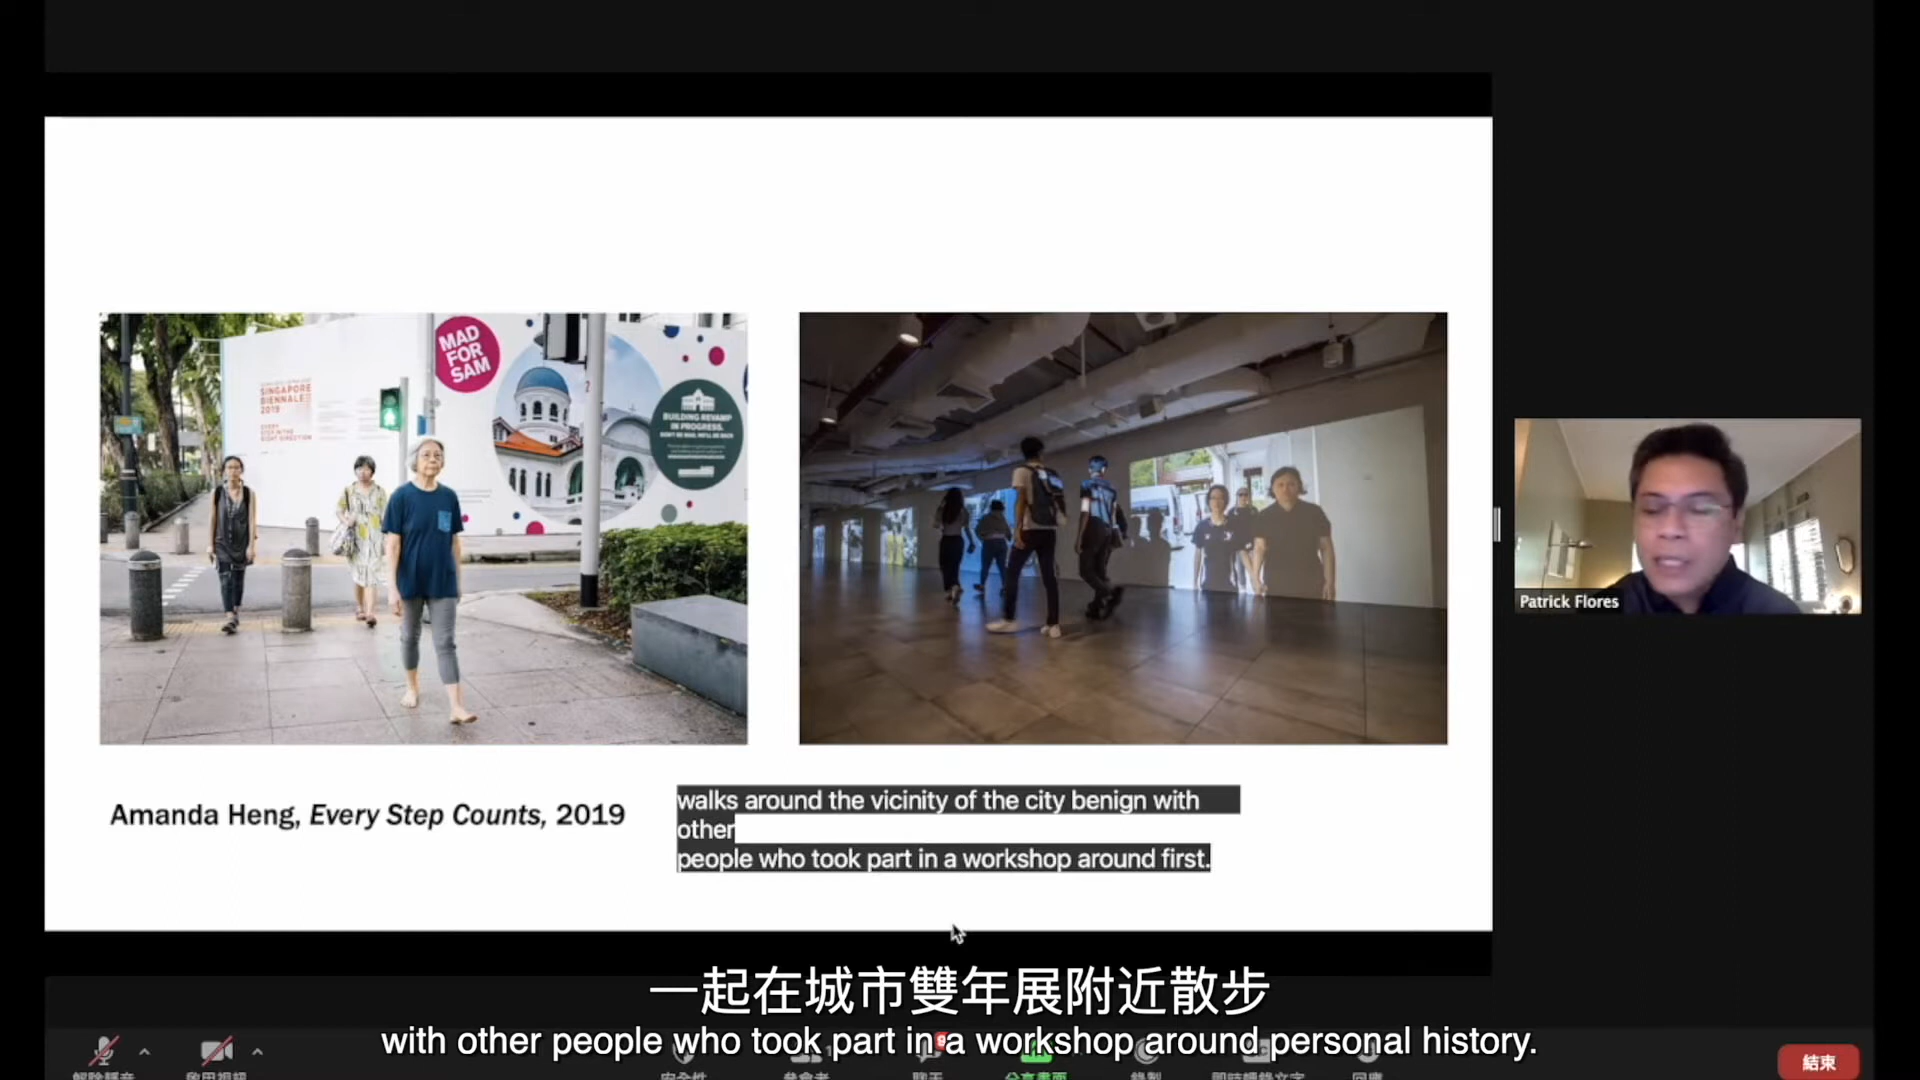 SINGAPORE
BIENNALE
2019
EVERY
STEP IN THE
RIGHT DIRECTION
MAD
FOR
SAM
BUILDING REVAMP
IN PROGRESS.
DON'T BE MAD, WE'LL BE BACK
Patrick Flores
Amanda Heng, Every Step Counts, 2019
walks around the vicinity of the city benign with
other
people who took part in a workshop around first.
一起在城市雙年展附近散步
with other people who took part in a workshop around personal history.
結束